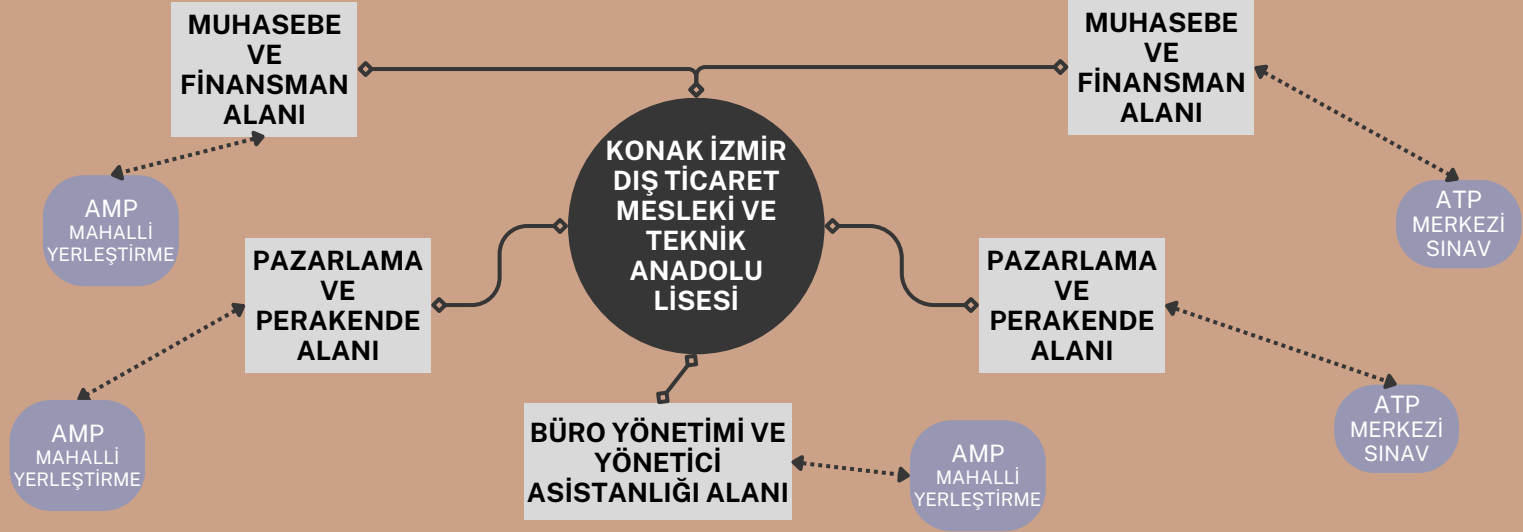 MUHASEBE
VE
FİNANSMAN
ALANI
MUHASEBE
VE
FİNANSMAN
ALANI
KONAK İZMİR
DIŞ TİCARET
MESLEKİ VE
TEKNİK
ANADOLU
LİSESİ
AMP
MAHALLİ
YERLEŞTİRME
ATP
MERKEZİ
SINAV
PAZARLAMA
VE
PERAKENDE
ALANI
PAZARLAMA
VE
PERAKENDE
ALANI
AMP
MAHALLİ
YERLEŞTİRME
ATP
MERKEZİ
SINAV
BÜRO YÖNETİMİ VE
YÖNETİCİ
ASİSTANLIĞI ALANI
AMP
MAHALLİ
YERLEŞTİRME